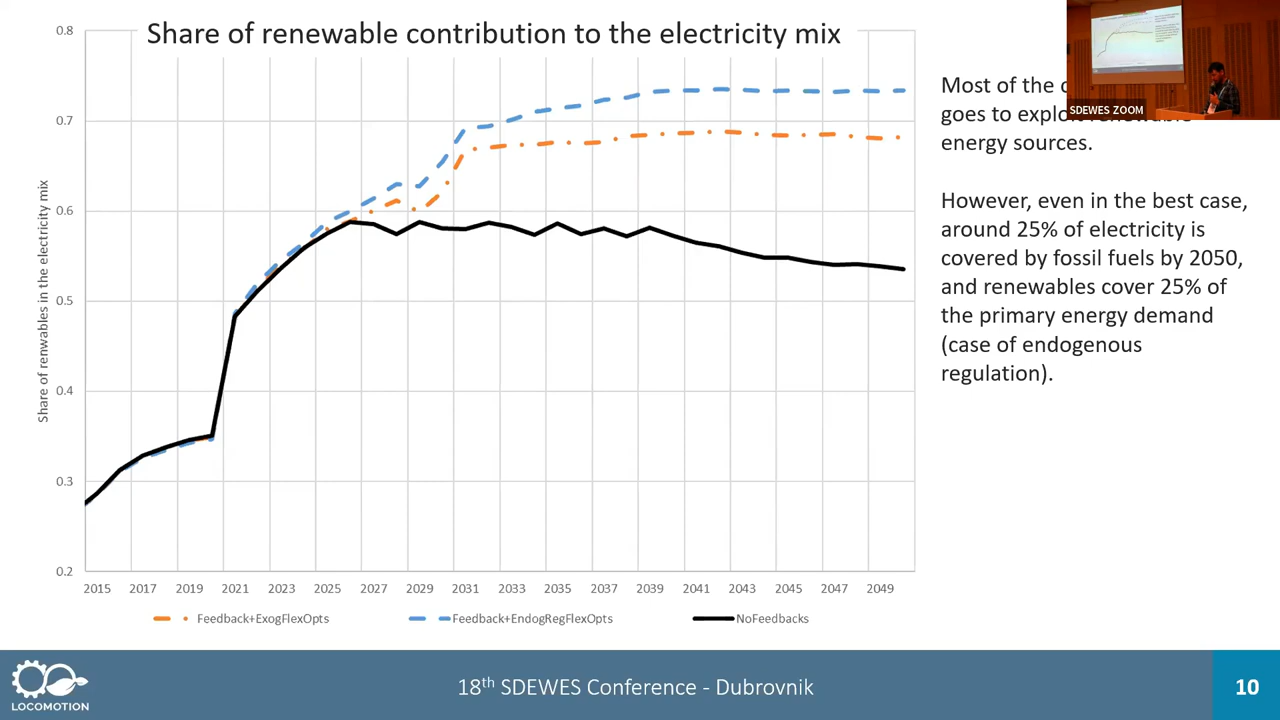 Share of renewable contribution to the electricity mix
SDEWES ZOOM
Most of the
goes to exploit renewable
energy sources.
However, even in the best case,
around 25% of electricity is
covered by fossil fuels by 2050,
and renewables cover 25% of
the primary energy demand
(case of endogenous
regulation).
Share of renwables in the electricity mix
0.8
0.7
0.6
0.5
0.4
0.3
0.2
2015 2017 2019 2021 2023 2025 2027 2029 2031 2033 2035 2037 2039 2041 2043 2045 2047 2049
Feedback+ExogFlexOpts Feedback+EndogRegFlexOpts NoFeedbacks
LOCOMOTION
18th SDEWES Conference - Dubrovnik
10